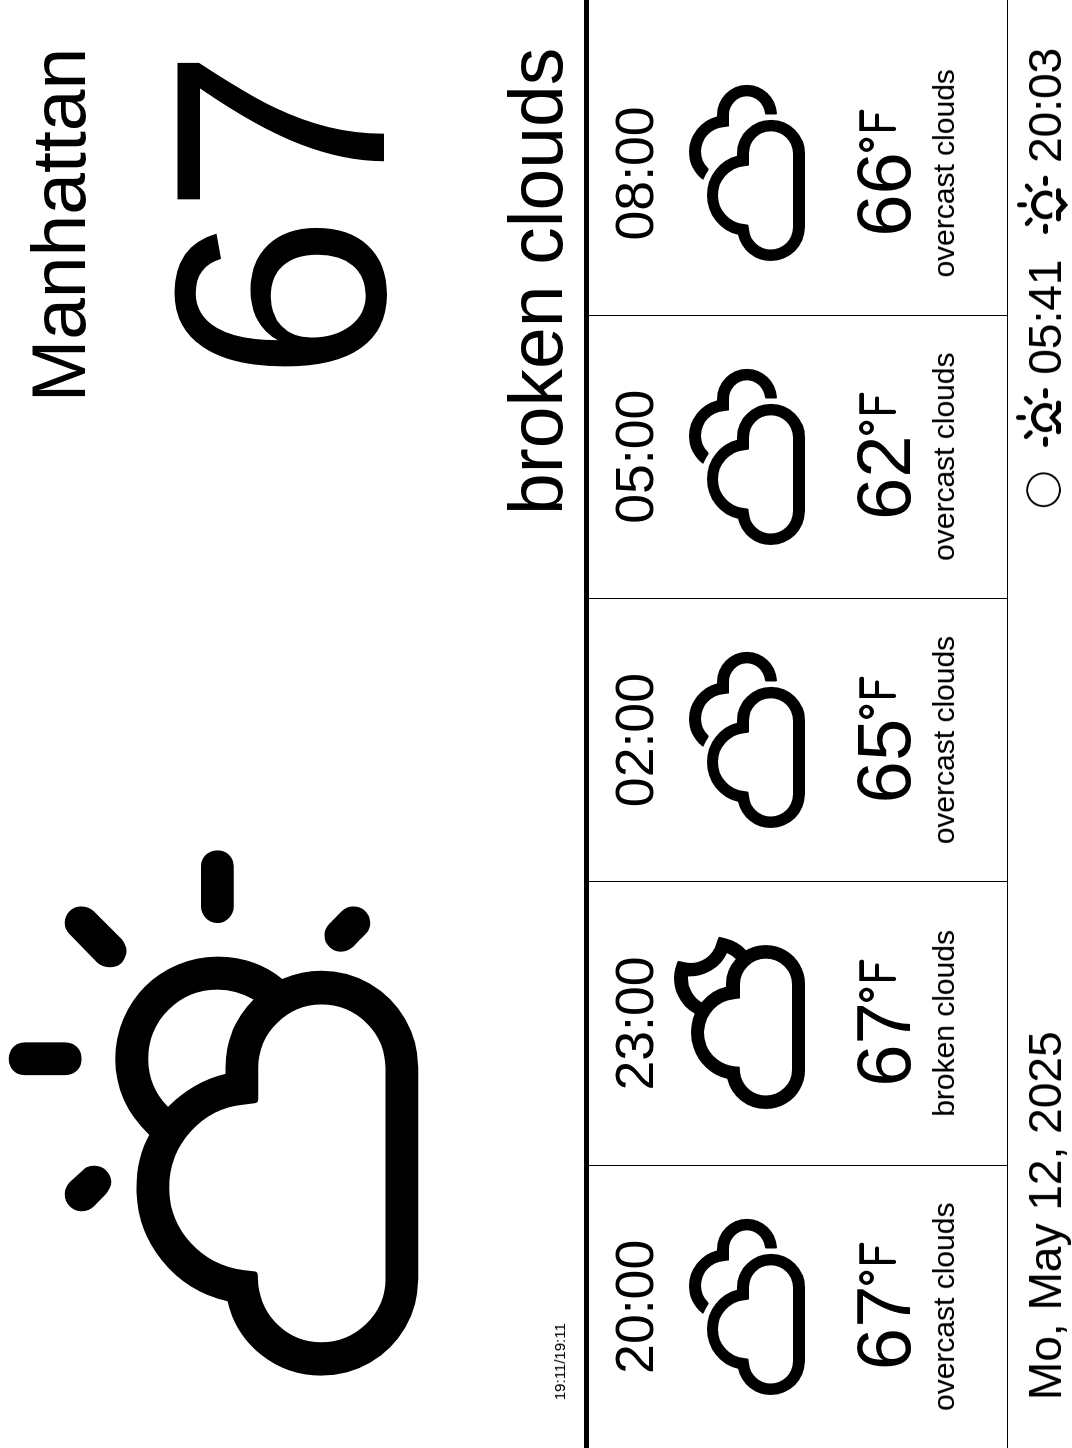 Manhattan
67
broken clouds
19:11/19:11
20:00
67°F
overcast clouds
23:00
67°F
broken clouds
02:00
65°F
overcast clouds
05:00
62°F
overcast clouds
08:00
66°F
overcast clouds
Mo, May 12, 2025 05:41 20:03